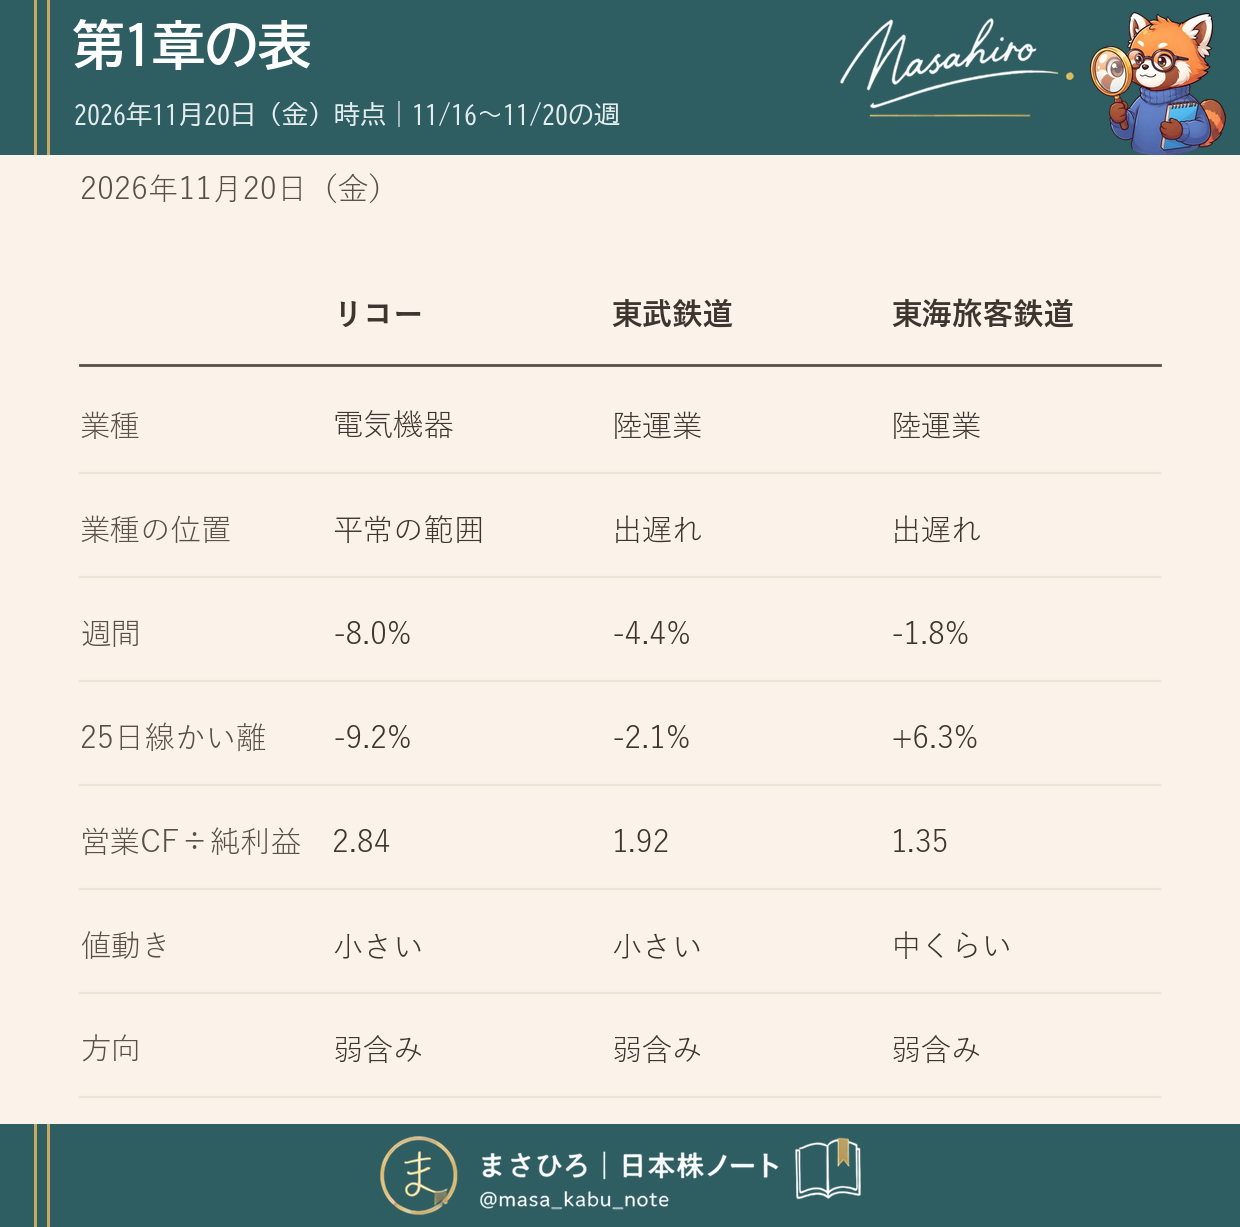 第1章の表
2026年11月20日（金）時点｜11/16〜11/20の週
Masahiro
2026年11月20日（金）
リコー 東武鉄道 東海旅客鉄道
業種 電気機器 陸運業 陸運業
業種の位置 平常の範囲 出遅れ 出遅れ
週間 -8.0% -4.4% -1.8%
25日線かい離 -9.2% -2.1% +6.3%
営業CF÷純利益 2.84 1.92 1.35
値動き 小さい 小さい 中くらい
方向 弱含み 弱含み 弱含み
ま
まさひろ｜日本株ノート
@masa_kabu_note